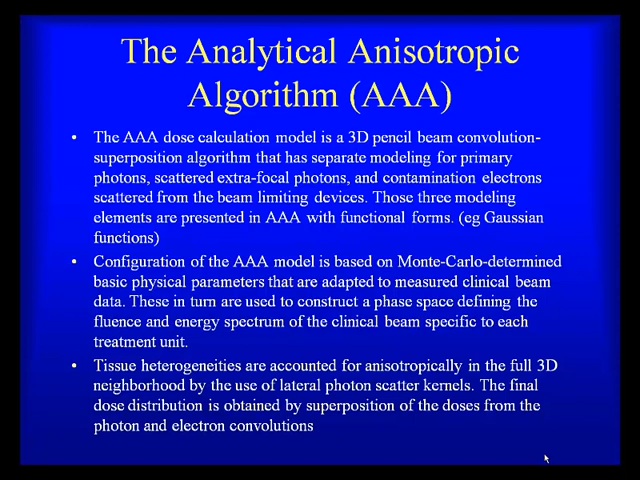 The Analytical Anisotropic
Algorithm (AAA)
• The AAA dose calculation model is a 3D pencil beam convolution-
superposition algorithm that has separate modeling for primary
photons, scattered extra-focal photons, and contamination electrons
scattered from the beam limiting devices. Those three modeling
elements are presented in AAA with functional forms. (eg Gaussian
functions)
• Configuration of the AAA model is based on Monte-Carlo-determined
basic physical parameters that are adapted to measured clinical beam
data. These in turn are used to construct a phase space defining the
fluence and energy spectrum of the clinical beam specific to each
treatment unit.
• Tissue heterogeneities are accounted for anisotropically in the full 3D
neighborhood by the use of lateral photon scatter kernels. The final
dose distribution is obtained by superposition of the doses from the
photon and electron convolutions